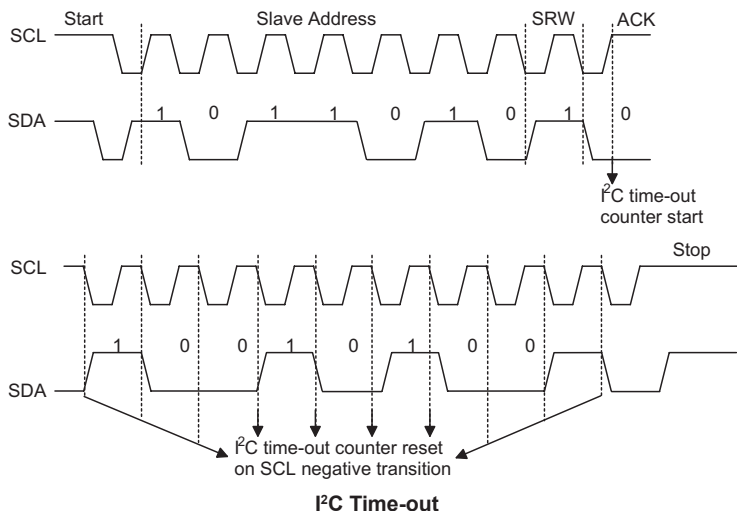 Start Slave Address SRW ACK
SCL
1 0 1 1 0 1 0 1 0
SDA
I²C time-out
counter start
SCL Stop
1 0 0 1 0 1 0 0
SDA
I²C time-out counter reset
on SCL negative transition
I²C Time-out